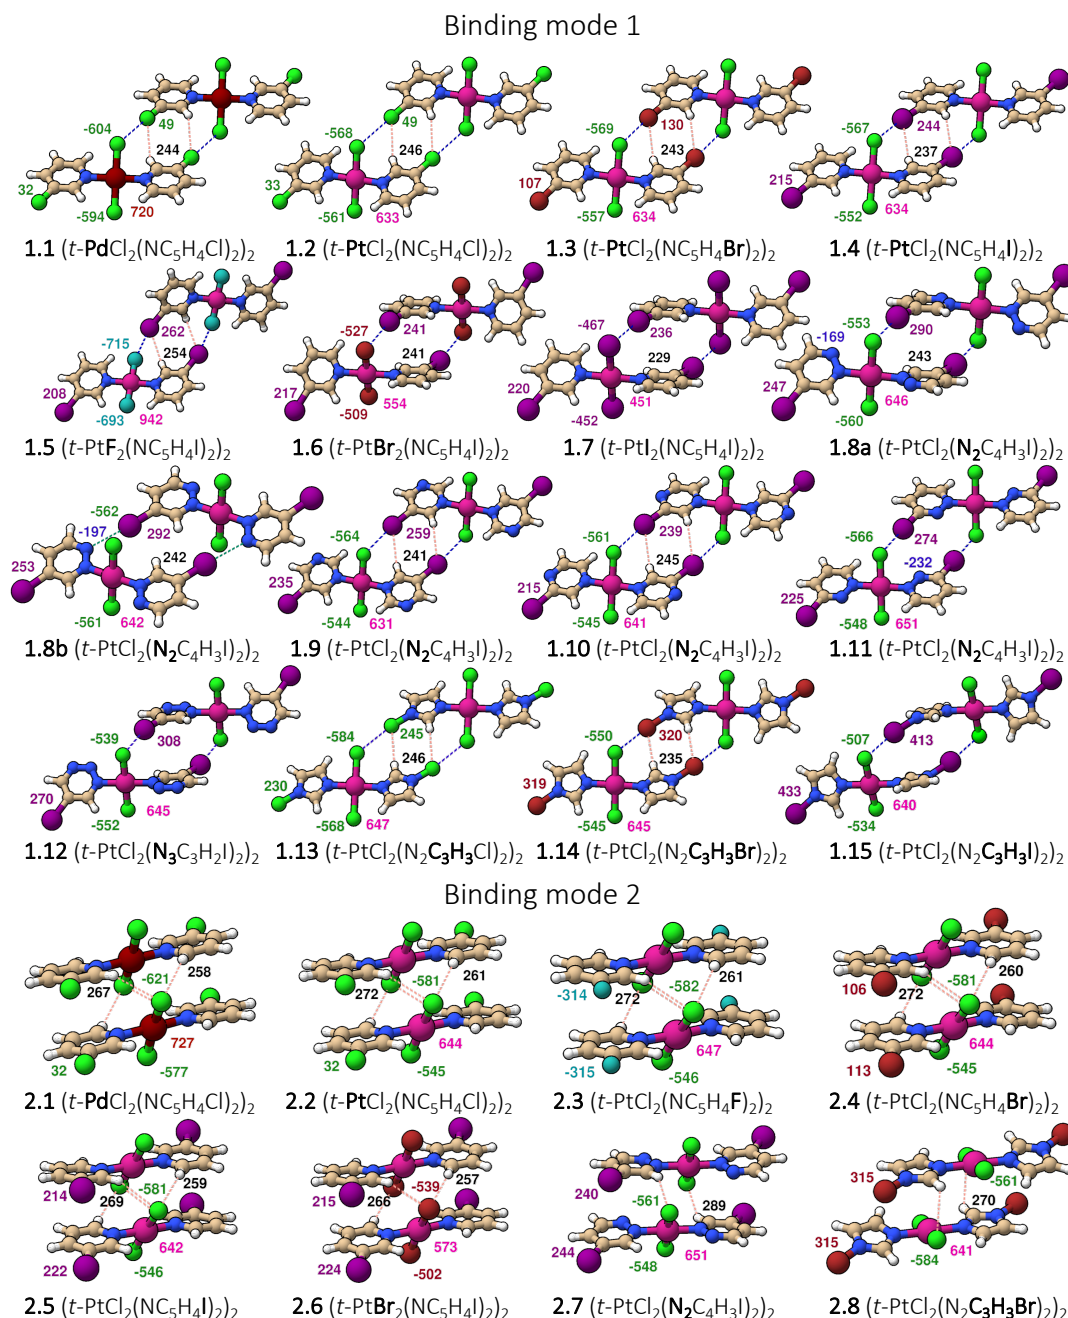 Binding mode 1
-604 49 -568 49 -569 130 -567 244
244 246 243 237
32 33 107 215
-594 720 -561 633 -557 634 -552 634
1.1 (t-PdCl₂(NC₅H₄Cl)₂)₂ 1.2 (t-PtCl₂(NC₅H₄Cl)₂)₂ 1.3 (t-PtCl₂(NC₅H₄Br)₂)₂ 1.4 (t-PtCl₂(NC₅H₄I)₂)₂
-715 262 -527 241 -467 236 -553 290
254 241 229 -169 243
208 217 220 247
-693 942 -509 554 -452 451 -560 646
1.5 (t-PtF₂(NC₅H₄I)₂)₂ 1.6 (t-PtBr₂(NC₅H₄I)₂)₂ 1.7 (t-PtI₂(NC₅H₄I)₂)₂ 1.8a (t-PtCl₂(N₂C₄H₃I)₂)₂
-562 292 -564 259 -561 239 -566 274
-197 242 241 245 -232
253 235 215 225
-561 642 -544 631 -545 641 -548 651
1.8b (t-PtCl₂(N₂C₄H₃I)₂)₂ 1.9 (t-PtCl₂(N₂C₄H₃I)₂)₂ 1.10 (t-PtCl₂(N₂C₄H₃I)₂)₂ 1.11 (t-PtCl₂(N₂C₄H₃I)₂)₂
-539 308 -584 245 -550 320 -507 413
246 235
270 230 319 433
-552 645 -568 647 -545 645 -534 640
1.12 (t-PtCl₂(N₃C₃H₂I)₂)₂ 1.13 (t-PtCl₂(N₂C₃H₃Cl)₂)₂ 1.14 (t-PtCl₂(N₂C₃H₃Br)₂)₂ 1.15 (t-PtCl₂(N₂C₃H₃I)₂)₂
Binding mode 2
267 -621 258 272 -581 261 -314 272 -582 261 106 272 -581 260
727 644 647 644
32 -577 32 -545 -315 -546 113 -545
2.1 (t-PdCl₂(NC₅H₄Cl)₂)₂ 2.2 (t-PtCl₂(NC₅H₄Cl)₂)₂ 2.3 (t-PtCl₂(NC₅H₄F)₂)₂ 2.4 (t-PtCl₂(NC₅H₄Br)₂)₂
214 269 -581 259 215 266 -539 257 240 -561 289 315 -561 270
642 573 651 641
222 -546 224 -502 244 -548 315 -584
2.5 (t-PtCl₂(NC₅H₄I)₂)₂ 2.6 (t-PtBr₂(NC₅H₄I)₂)₂ 2.7 (t-PtCl₂(N₂C₄H₃I)₂)₂ 2.8 (t-PtCl₂(N₂C₃H₃Br)₂)₂